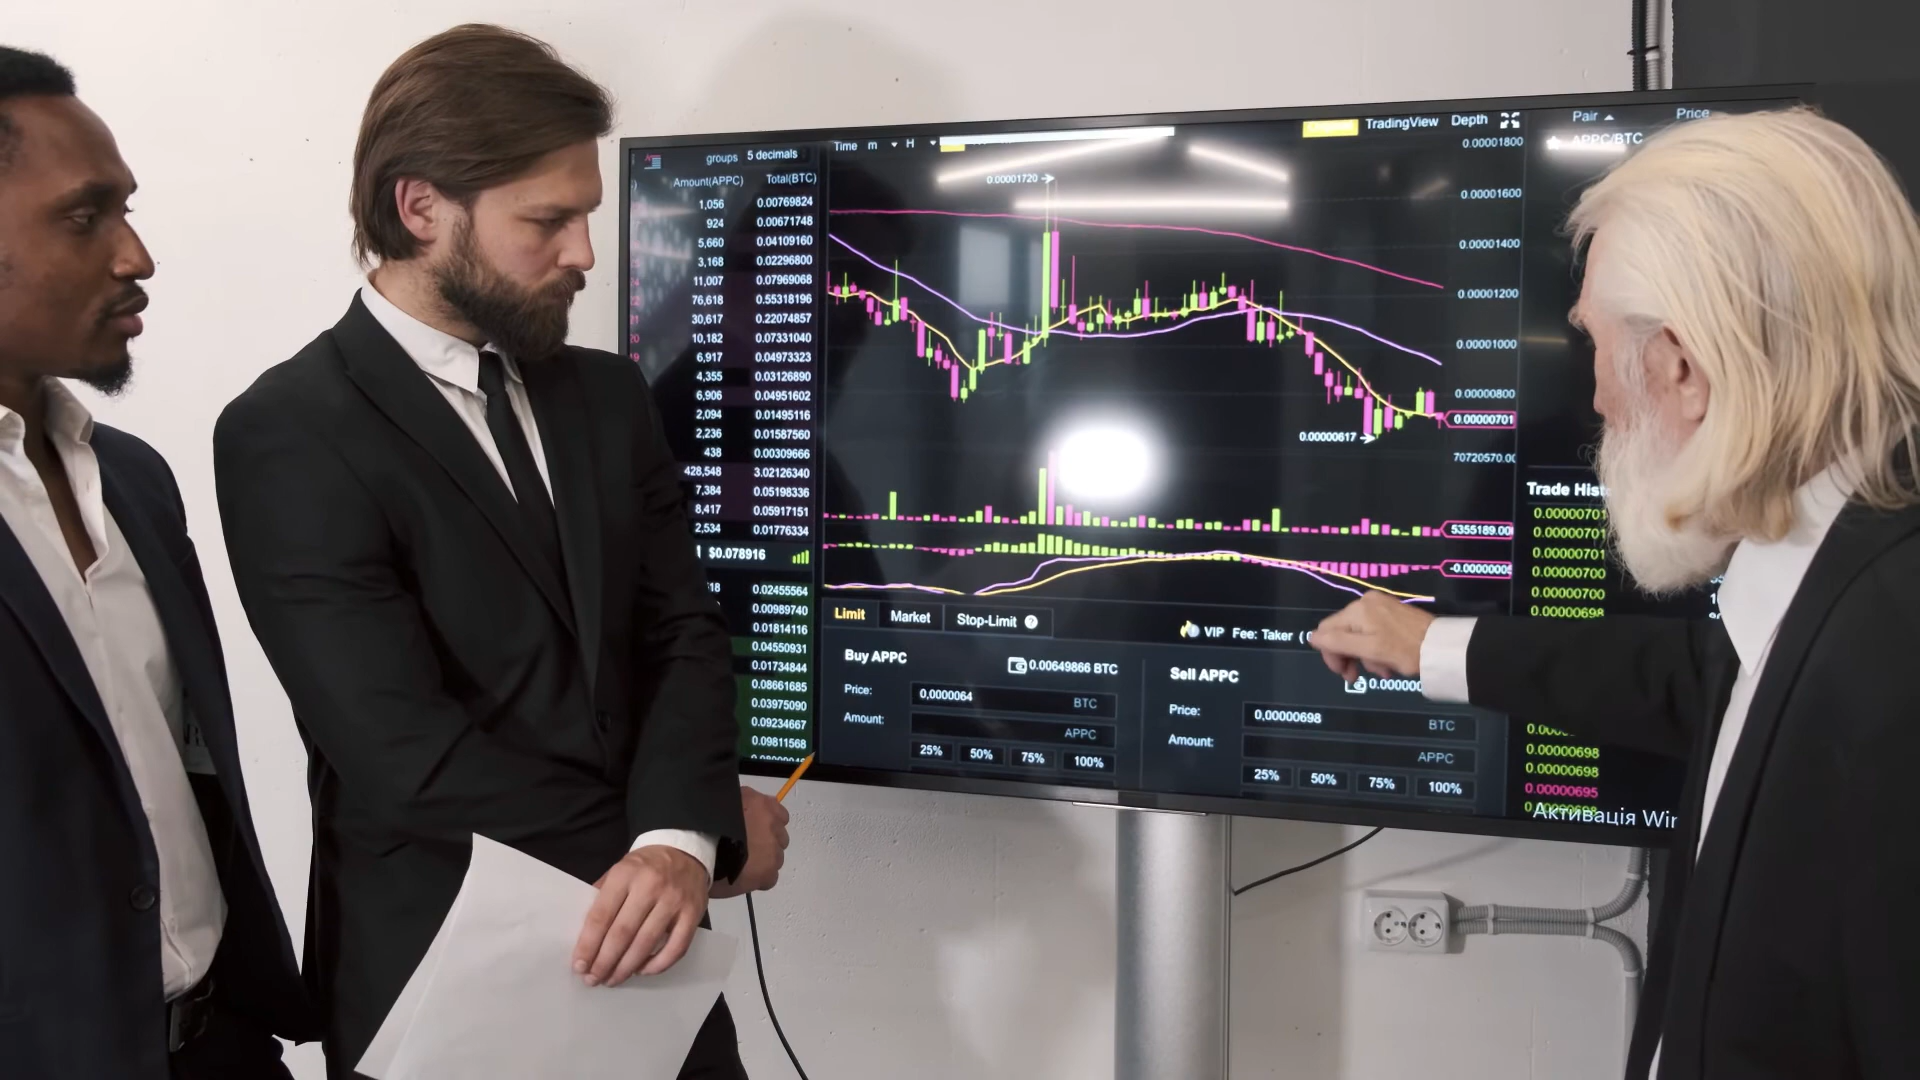 groups 5 decimals
Amount(APPC) Total(BTC)
1,056 0.00769824
924 0.00671748
5,660 0.04109160
3,168 0.02296800
11,007 0.07969068
76,618 0.55318196
30,617 0.22074857
10,182 0.07331040
6,917 0.04973323
4,355 0.03126890
6,906 0.04951602
2,094 0.01495116
2,236 0.01587560
438 0.00309666
428,548 3.02126340
7,384 0.05198336
8,417 0.05917151
2,534 0.01776334
$0.078916
0.02455564
0.00989740
0.01814116
0.04550931
0.01734844
0.08661685
0.03975090
0.09234667
0.09811568
Time m H
TradingView Depth
0.00001800
0.00001720
0.00001600
0.00001400
0.00001200
0.00001000
0.00000800
0.00000701
0.00000617
70720570.00
5355189.00
Limit Market Stop-Limit ?
VIP Fee: Taker (
Buy APPC 0.00649866 BTC
Price: 0,0000064 BTC
Amount: APPC
25% 50% 75% 100%
Sell APPC
Price: 0,00000698 BTC
Amount: APPC
25% 50% 75% 100%
Pair Price
APPC/BTC
Trade Hist
0.00000701
0.00000701
0.00000701
0.00000700
0.00000700
0.00000698
0.00000698
0.00000698
0.00000695
Активація Win